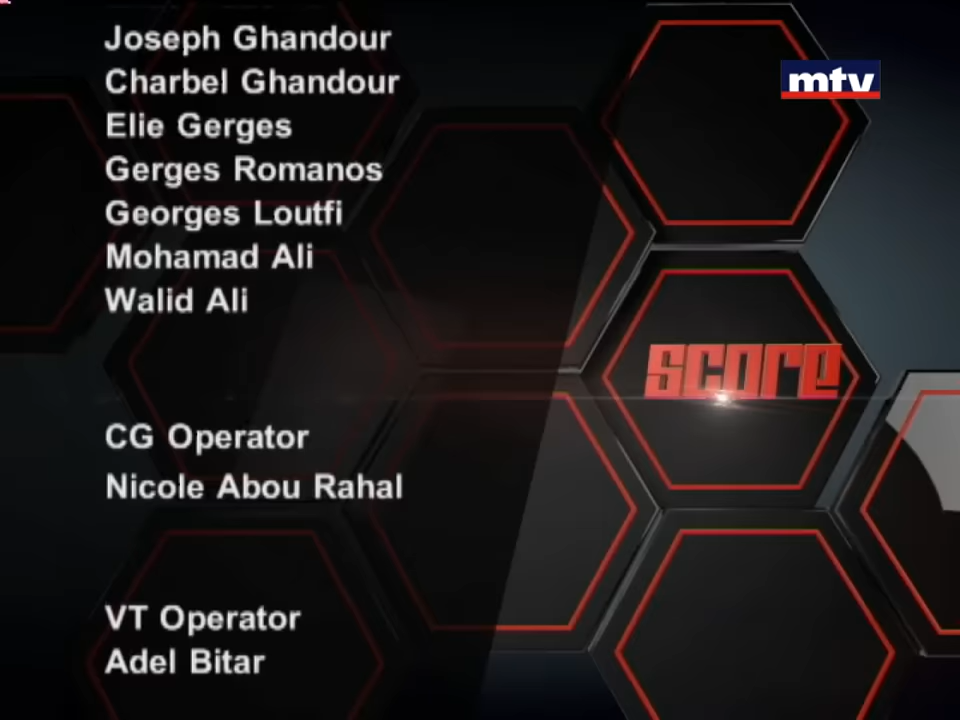 Joseph Ghandour
Charbel Ghandour
Elie Gerges
Gerges Romanos
Georges Loutfi
Mohamad Ali
Walid Ali
CG Operator
Nicole Abou Rahal
VT Operator
Adel Bitar
mtv
score